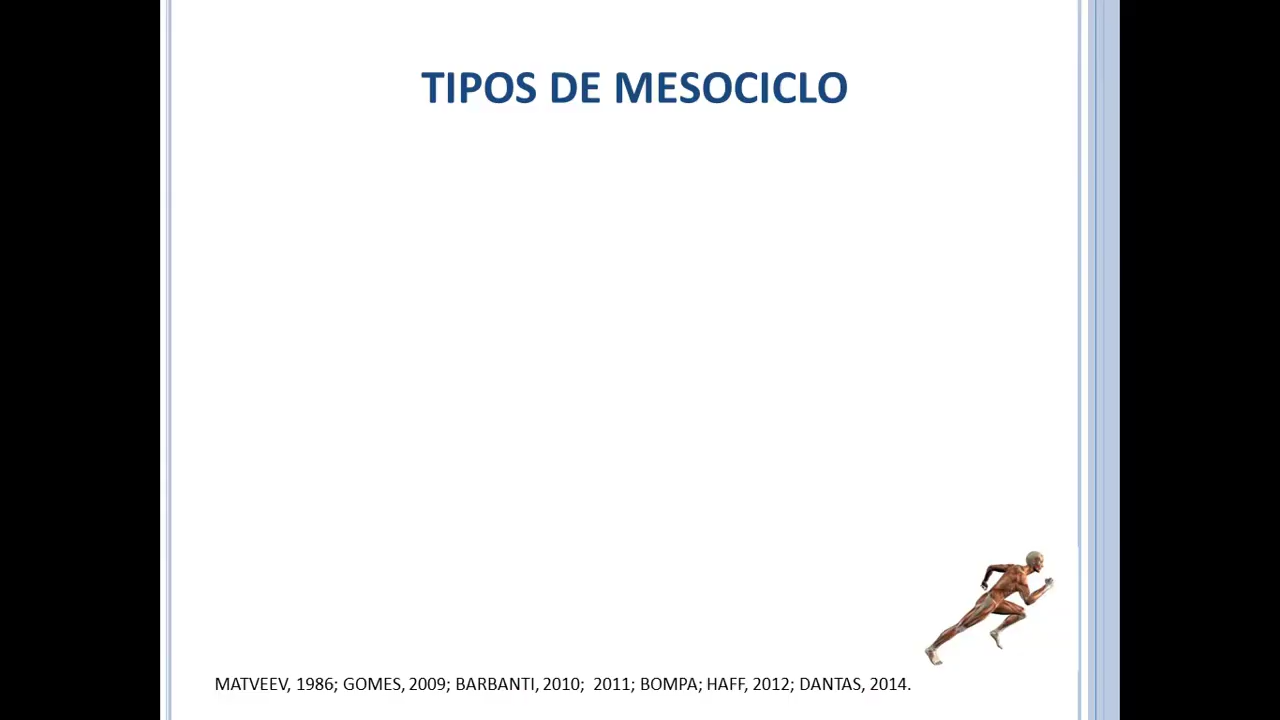 TIPOS DE MESOCICLO
MATVEEV, 1986; GOMES, 2009; BARBANTI, 2010;  2011; BOMPA; HAFF, 2012; DANTAS, 2014.